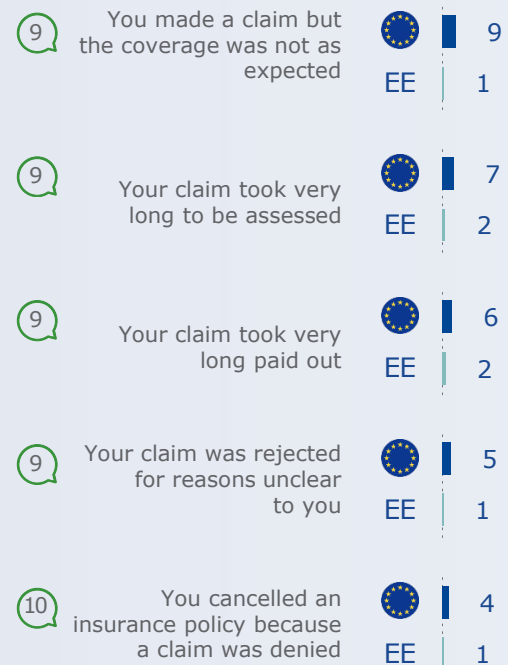 9
You made a claim but
the coverage was not as
expected
9
EE
1
9
Your claim took very
long to be assessed
7
EE
2
9
Your claim took very
long paid out
6
EE
2
9
Your claim was rejected
for reasons unclear
to you
5
EE
1
10
You cancelled an
insurance policy because
a claim was denied
4
EE
1